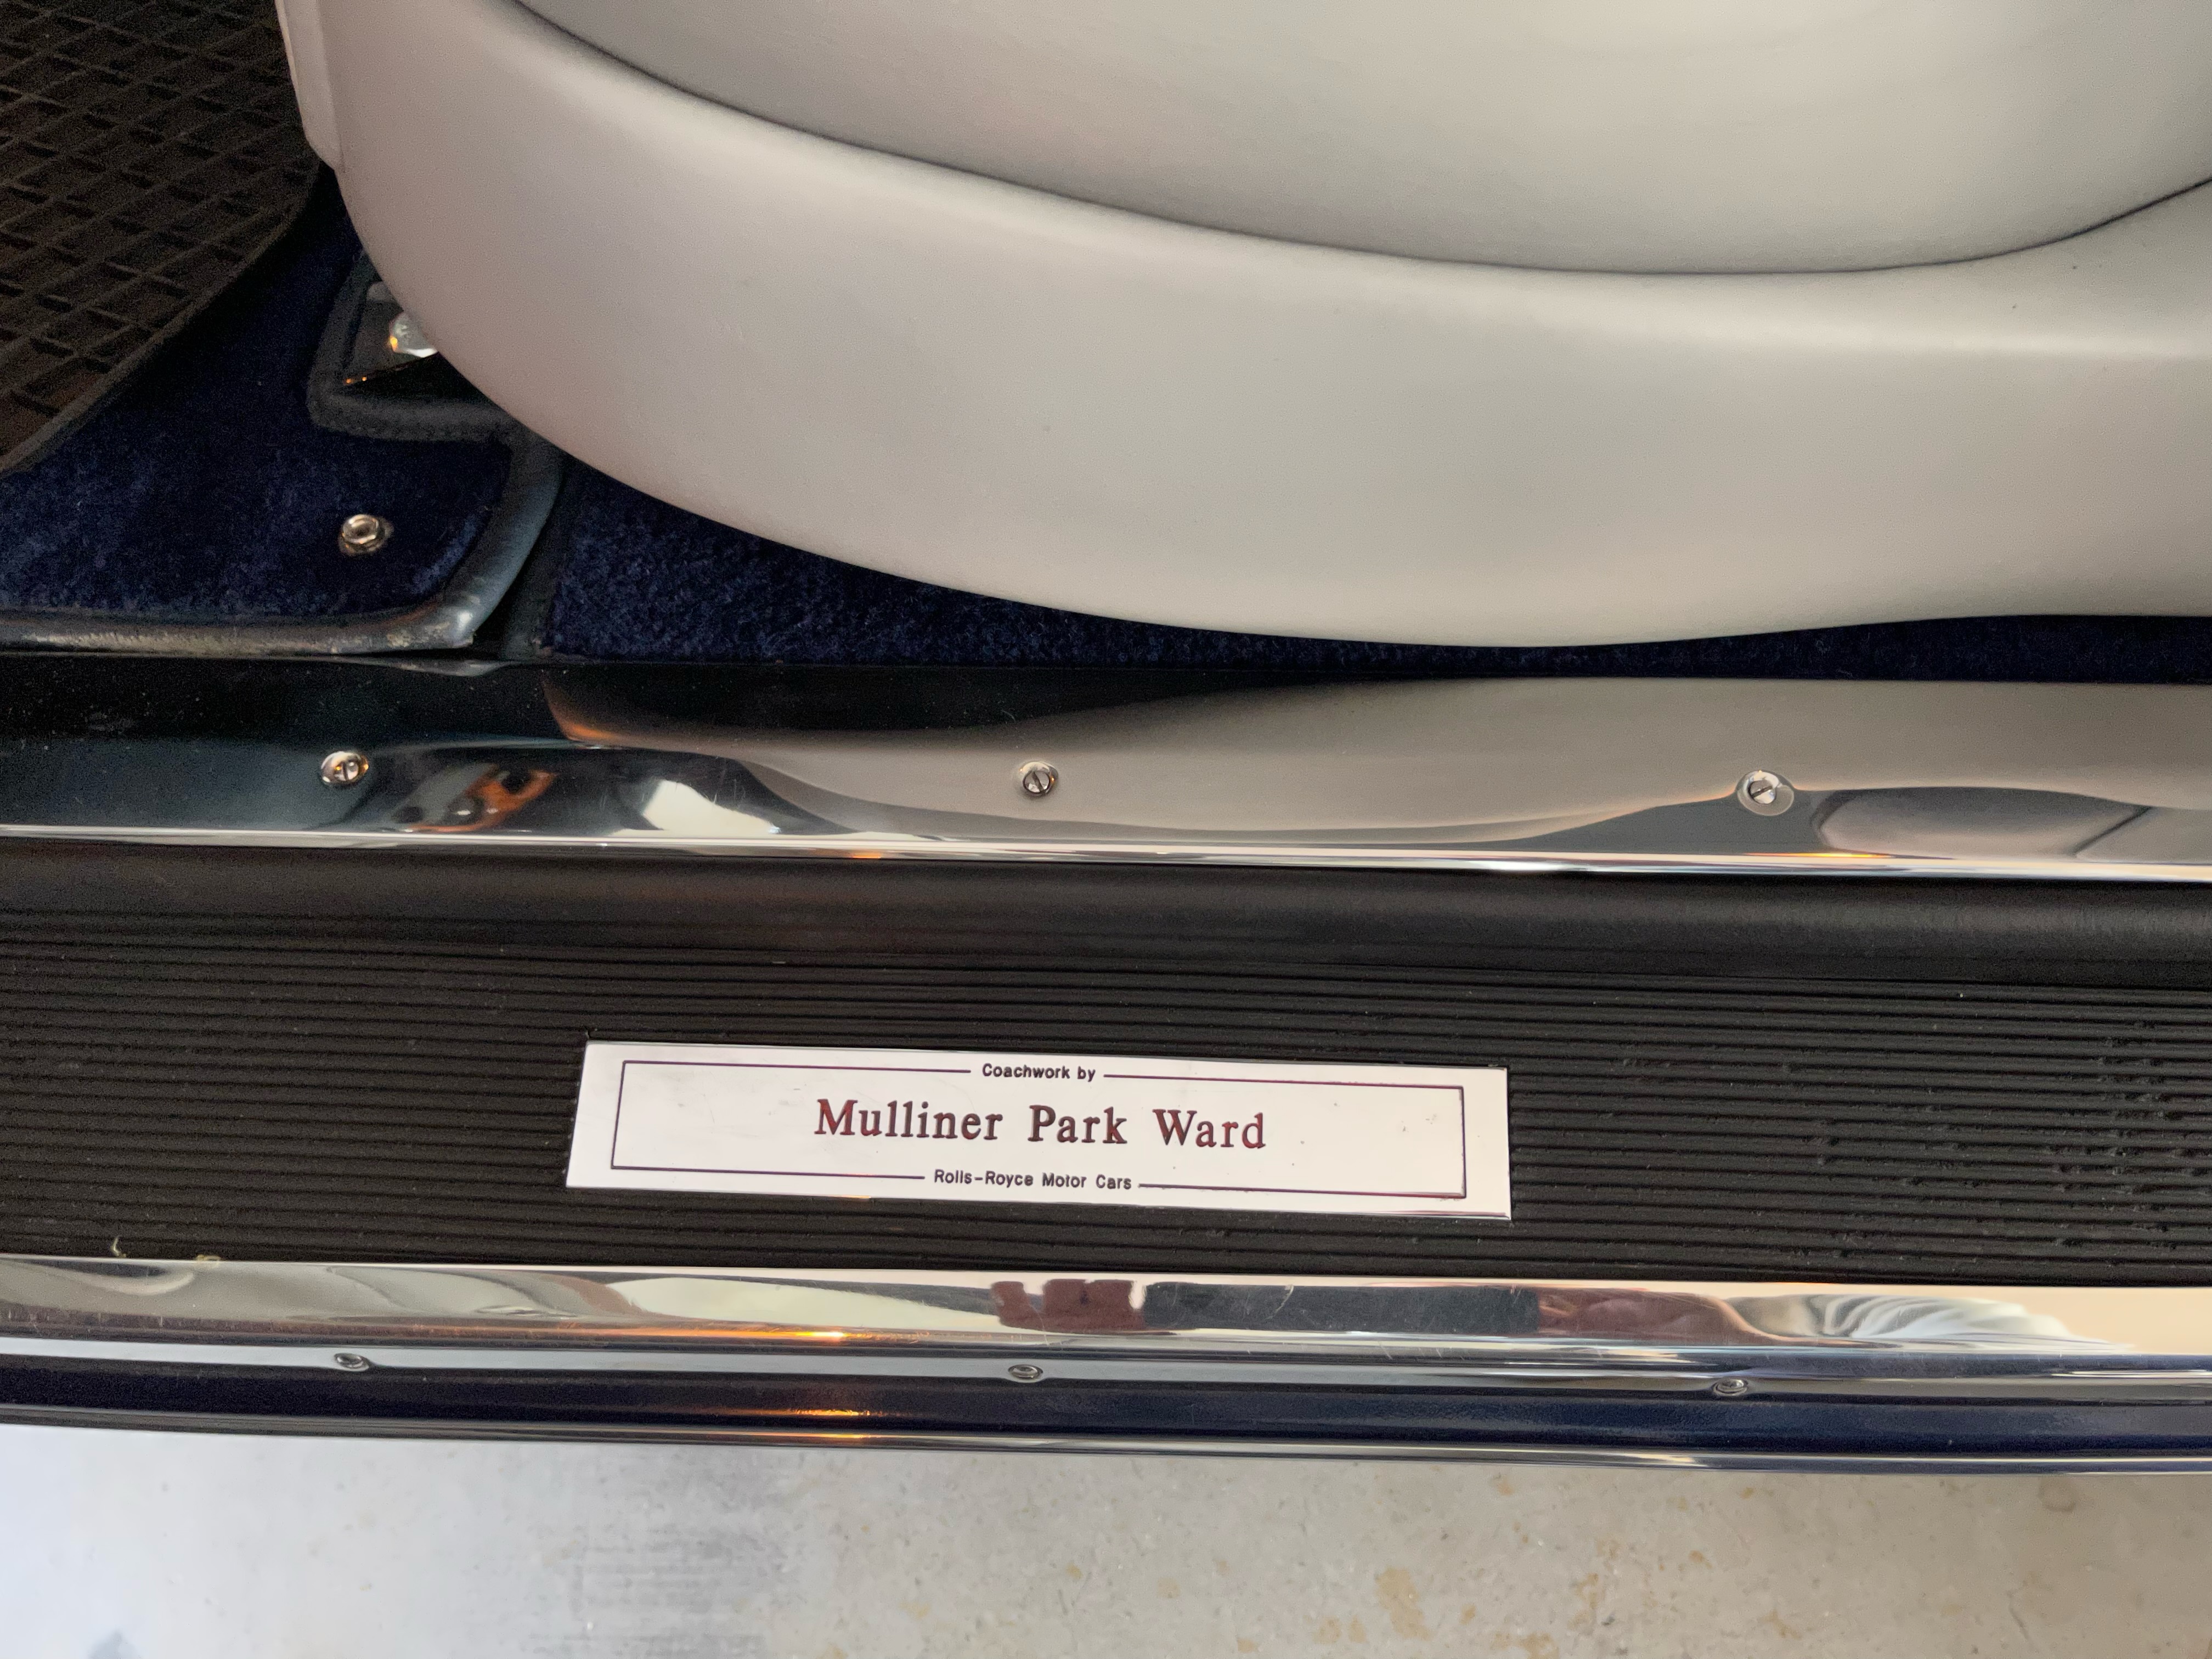 Coachwork by
Mulliner Park Ward
Rolls-Royce Motor Cars